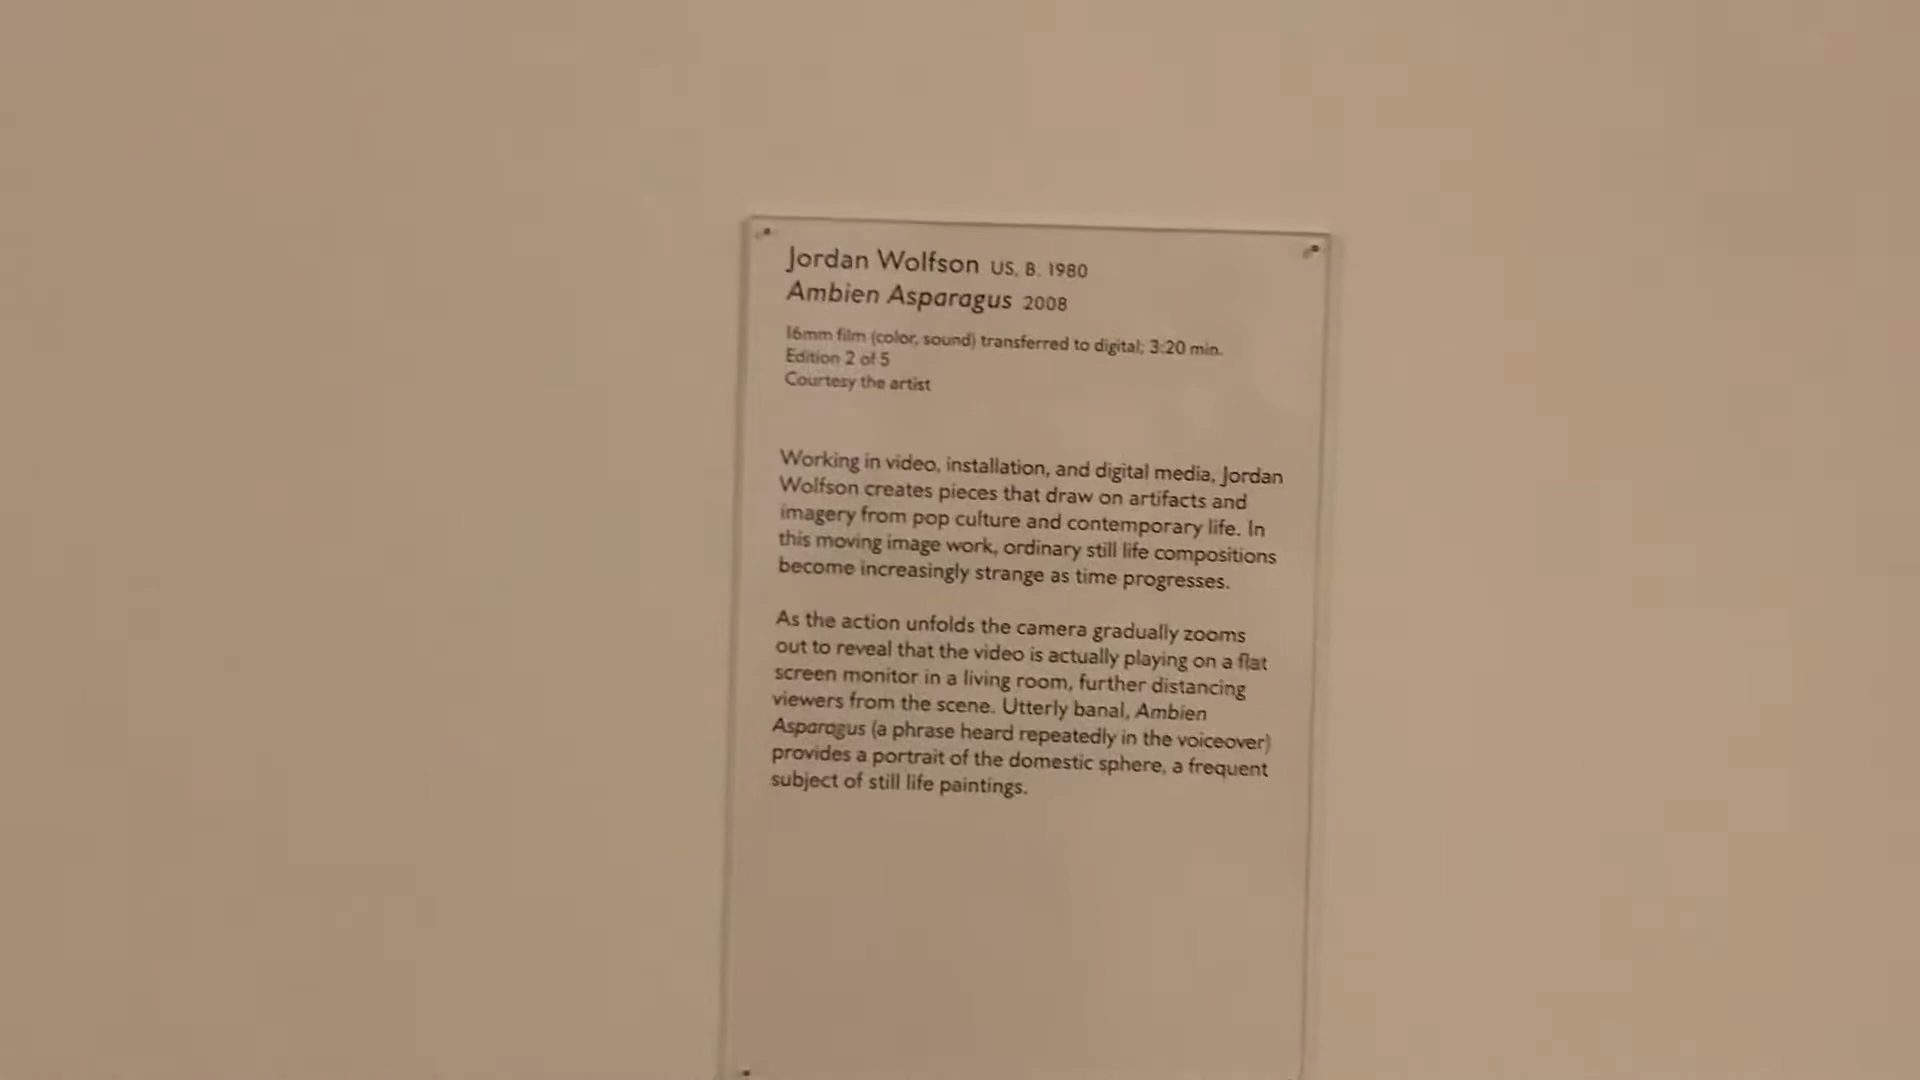 Jordan Wolfson US, B. 1980
Ambien Asparagus 2008
16mm film (color, sound) transferred to digital; 3:20 min.
Edition 2 of 5
Courtesy the artist
Working in video, installation, and digital media, Jordan
Wolfson creates pieces that draw on artifacts and
imagery from pop culture and contemporary life. In
this moving image work, ordinary still life compositions
become increasingly strange as time progresses.
As the action unfolds the camera gradually zooms
out to reveal that the video is actually playing on a flat
screen monitor in a living room, further distancing
viewers from the scene. Utterly banal, Ambien
Asparagus (a phrase heard repeatedly in the voiceover)
provides a portrait of the domestic sphere, a frequent
subject of still life paintings.